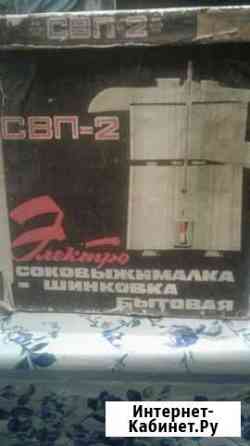 СВП-2
СВП-2
Электро
СОКОВЫЖИМАЛКА
- ШИНКОВКА
БЫТОВАЯ
Интернет-
Кабинет.Ру